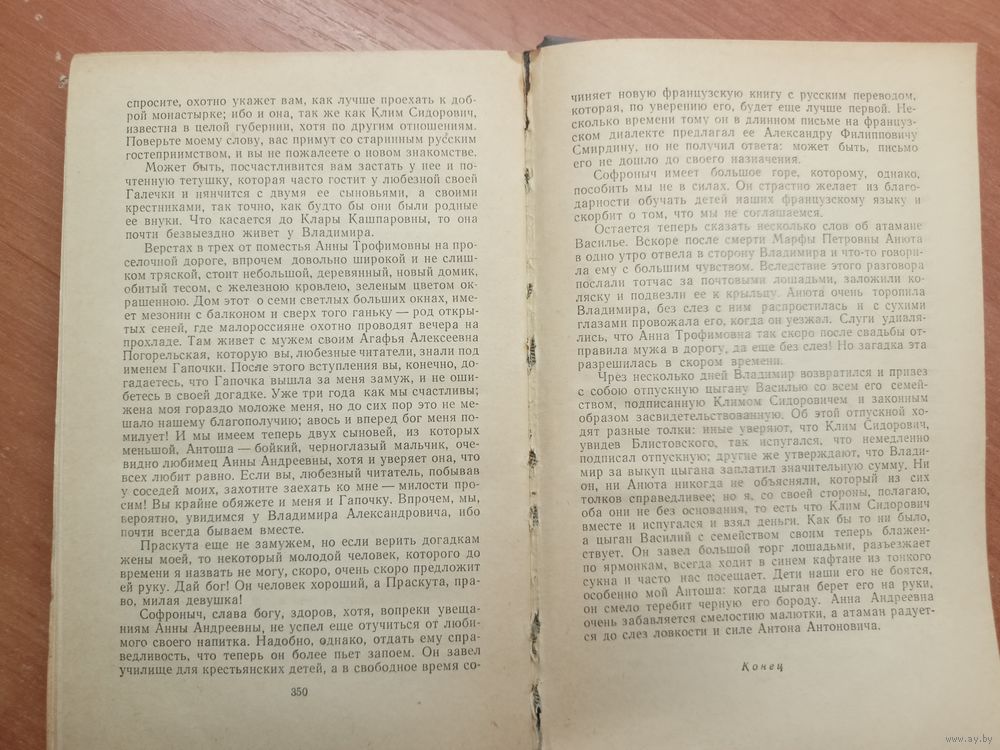 спросите, охотно укажет вам, как лучше проехать к доб-
рой монастырке; ибо и она, так же как Клим Сидорович,
известна в целой губернии, хотя по другим отношениям.
Поверьте моему слову, вас примут со старинным русским
гостеприимством, и вы не пожалеете о новом знакомстве.
Может быть, посчастливится вам застать у нее и по-
чтенную тетушку, которая часто гостит у любезной своей
Галечки и нянчится с двумя ее сыновьями, а своими
крестниками, так точно, как будто бы они были родные
ее внуки. Что касается до Клары Кашпаровны, то она
почти безвыездно живет у Владимира.
Верстах в трех от поместья Анны Трофимовны на про-
селочной дороге, впрочем довольно широкой и не слиш-
ком тряской, стоит небольшой, деревянный, новый домик,
обитый тесом, с железною кровлею, зеленым цветом ок-
рашенною. Дом этот о семи светлых больших окнах, име-
ет мезонин с балконом и сверх того ганьку — род откры-
тых сеней, где малороссияне охотно проводят вечера на
прохладе. Там живет с мужем своим Агафья Алексеевна
Погорельская, которую вы, любезные читатели, знали под
именем Гапочки. После этого вступления вы, конечно, до-
гадаетесь, что Гапочка вышла за меня замуж, и не оши-
бетесь в своей догадке. Уже три года как мы счастливы;
жена моя гораздо моложе меня, но до сих пор это не ме-
шало нашему благополучию; авось и вперед бог меня по-
милует! И мы имеем теперь двух сыновей, из которых
меньшой, Антоша — бойкий, черноглазый мальчик, оче-
видно любимец Анны Андреевны, хотя и уверяет она, что
всех любит равно. Если вы, любезный читатель, побывав
у соседей моих, захотите заехать ко мне — милости про-
сим! Вы крайне обяжете и меня и Гапочку. Впрочем, мы,
вероятно, увидимся у Владимира Александровича, ибо
почти всегда бываем вместе.
Праскута еще не замужем, но если верить догадкам
жены моей, то некоторый молодой человек, которого до
времени я назвать не могу, скоро, очень скоро предложит
ей руку. Дай бог! Он человек хороший, а Праскута, пра-
во, милая девушка!
Софроныч, слава богу, здоров, хотя, вопреки увеща-
ниям Анны Андреевны, не успел еще отучиться от люби-
мого своего напитка. Надобно, однако, отдать ему спра-
ведливость, что теперь он более пьет запоем. Он завел
училище для крестьянских детей, а в свободное время со-
350
чиняет новую французскую книгу с русским переводом,
которая, по уверению его, будет еще лучше первой. Не-
сколько времени тому он в длинном письме на француз-
ском диалекте предлагал ее Александру Филипповичу
Смирдину, но не получил ответа: может быть, письмо
его не дошло до своего назначения.
Софроныч имеет большое горе, которому, однако,
пособить мы не в силах. Он страстно желает из благо-
дарности обучать детей наших французскому языку и
скорбит о том, что мы не соглашаемся.
Остается теперь сказать несколько слов об атамане
Василье. Вскоре после смерти Марфы Петровны Анюта
в одно утро отвела в сторону Владимира и что-то говори-
ла ему с большим чувством. Вследствие этого разговора
послали тотчас за почтовыми лошадьми, заложили ко-
ляску и подвезли ее к крыльцу. Анюта очень торопила
Владимира, без слез с ним распростилась и с сухими
глазами провожала его, когда он уезжал. Слуги удивля-
лись, что Анна Трофимовна так скоро после свадьбы от-
правила мужа в дорогу, да еще без слез! Но загадка эта
разрешилась в скором времени.
Чрез несколько дней Владимир возвратился и привез
с собою отпускную цыгану Василью со всем его семей-
ством, подписанную Климом Сидоровичем и законным
образом засвидетельствованную. Об этой отпускной хо-
дят разные толки: иные уверяют, что Клим Сидорович,
увидев Блистовского, так испугался, что немедленно
подписал отпускную; другие же утверждают, что Влади-
мир за выкуп цыгана заплатил значительную сумму. Ни
он, ни Анюта никогда не объясняли, который из сих
толков справедливее; но я, со своей стороны, полагаю,
оба они не без основания, то есть что Клим Сидорович
вместе и испугался и взял деньги. Как бы то ни было,
а цыган Василий с семейством своим теперь блажен-
ствует. Он завел большой торг лошадьми, разъезжает
по ярмонкам, всегда ходит в синем кафтане из тонкого
сукна и часто нас посещает. Дети наши его не боятся,
особенно мой Антоша: когда цыган берет его на руки,
он смело теребит черную его бороду. Анна Андреевна
очень забавляется смелостию малютки, а атаман радует-
ся до слез ловкости и силе Антона Антоновича.
Конец
www.ay.by